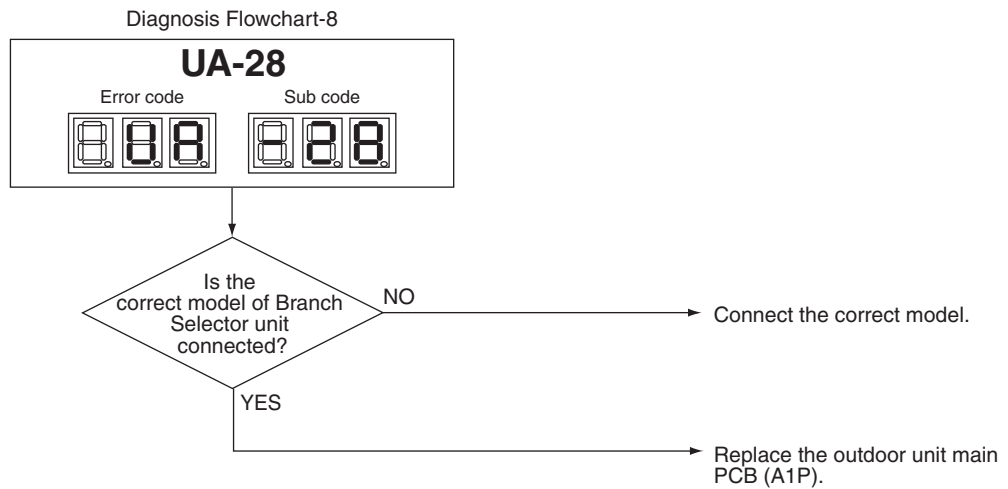 Diagnosis Flowchart-8
UA-28
Error code
Sub code
UA
-28
Is the
correct model of Branch
Selector unit
connected?
NO
Connect the correct model.
YES
Replace the outdoor unit main
PCB (A1P).